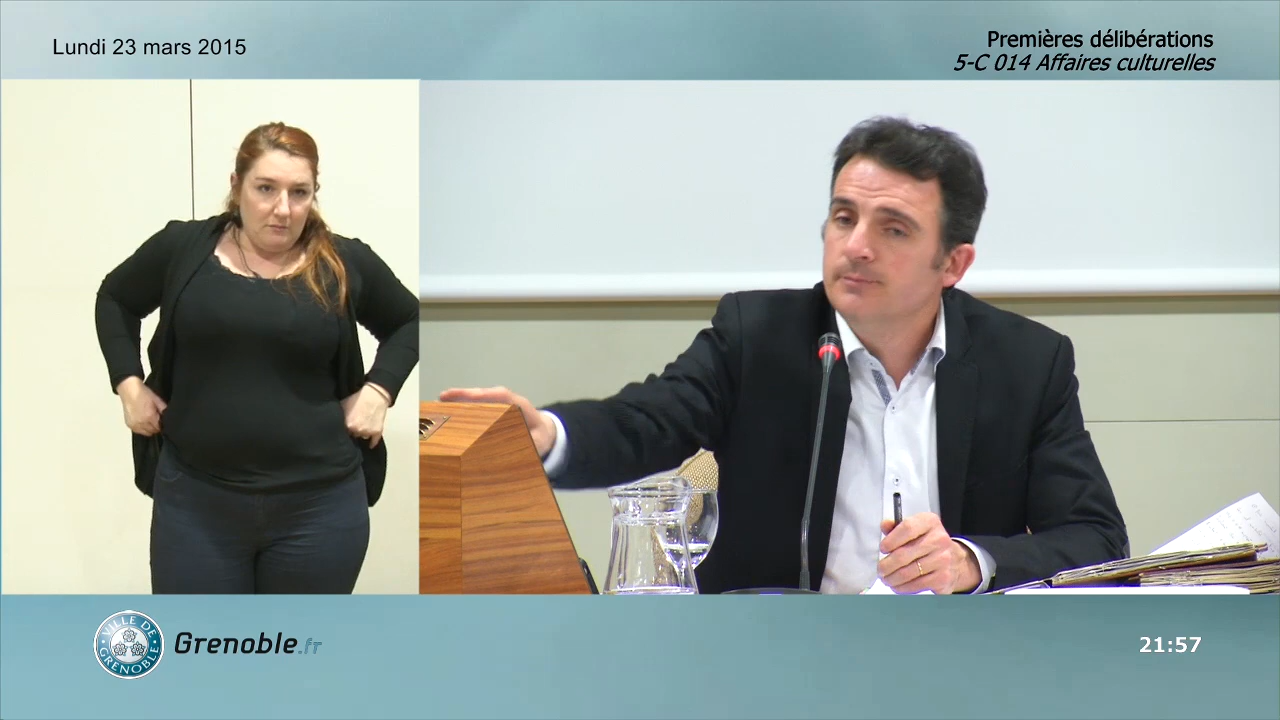 Lundi 23 mars 2015
Premières délibérations
5-C 014 Affaires culturelles
VILLE DE GRENOBLE
Grenoble.fr
21:57